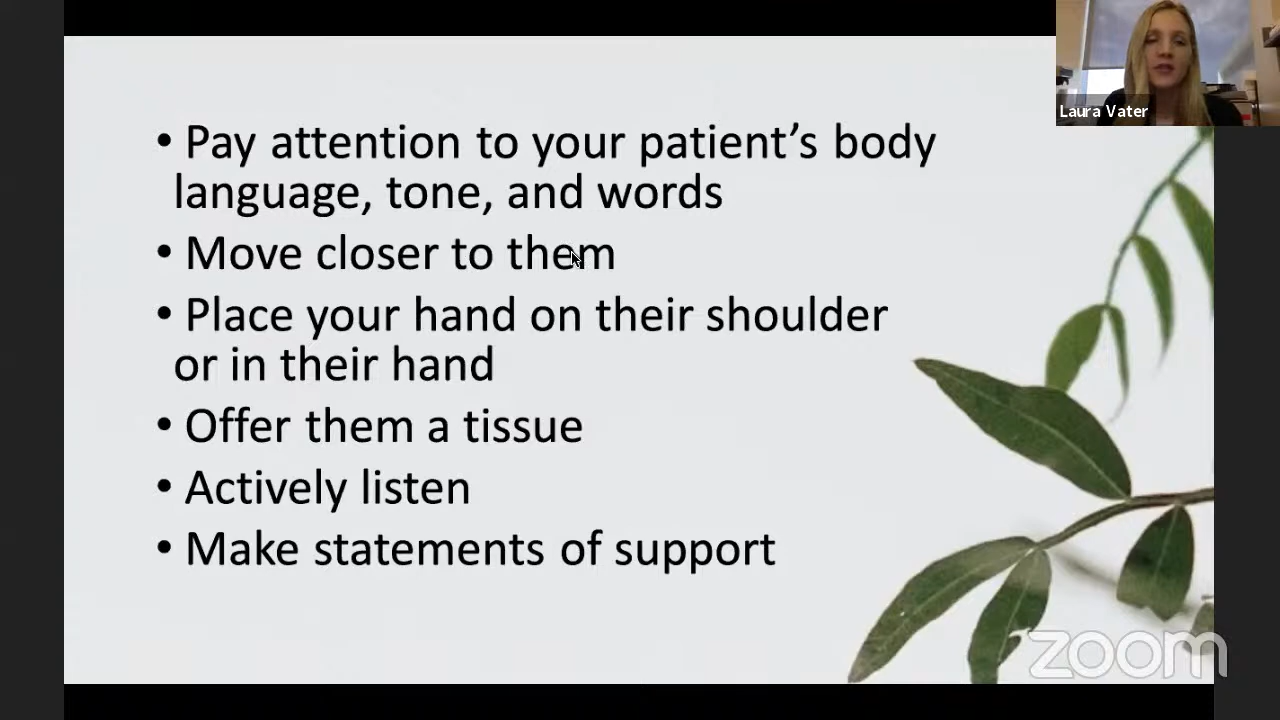 Laura Vater
• Pay attention to your patient’s body
language, tone, and words
• Move closer to them
• Place your hand on their shoulder
or in their hand
• Offer them a tissue
• Actively listen
• Make statements of support
zoom